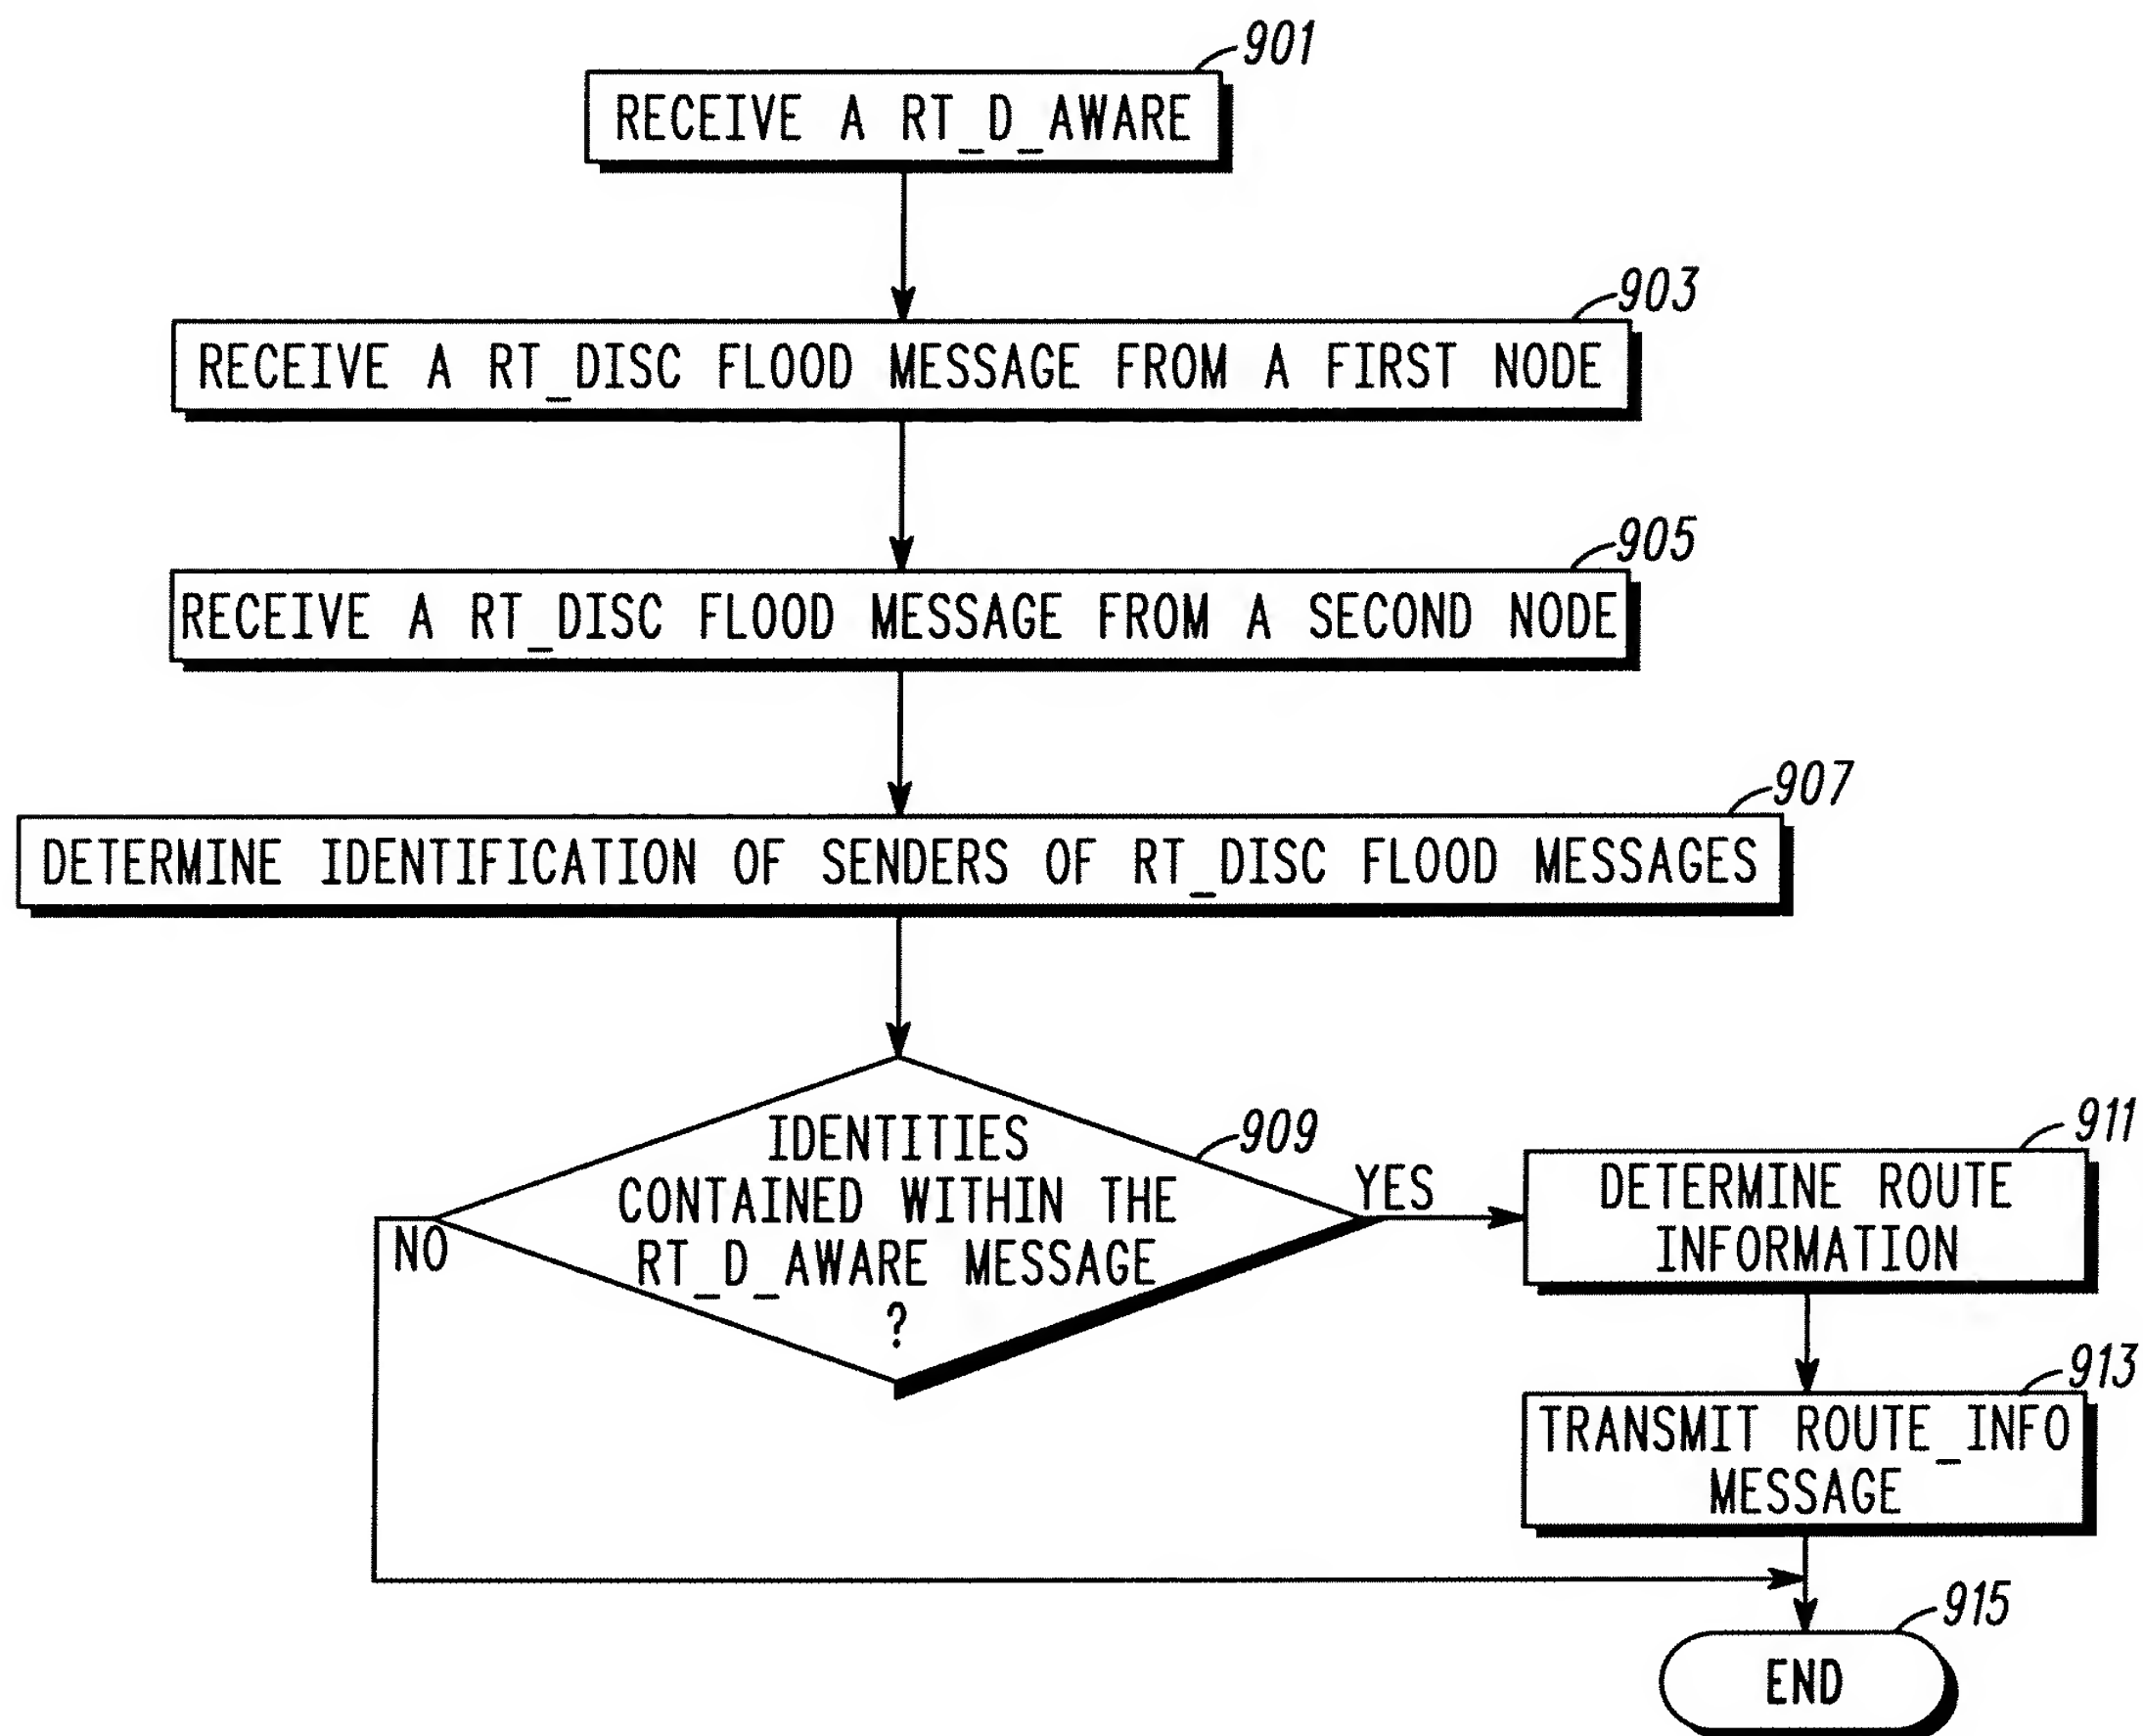 901
RECEIVE A RT_D_AWARE
903
RECEIVE A RT_DISC FLOOD MESSAGE FROM A FIRST NODE
905
RECEIVE A RT_DISC FLOOD MESSAGE FROM A SECOND NODE
907
DETERMINE IDENTIFICATION OF SENDERS OF RT_DISC FLOOD MESSAGES
909
IDENTITIES
CONTAINED WITHIN THE
RT_D_AWARE MESSAGE
?
NO
YES
911
DETERMINE ROUTE
INFORMATION
913
TRANSMIT ROUTE_INFO
MESSAGE
915
END